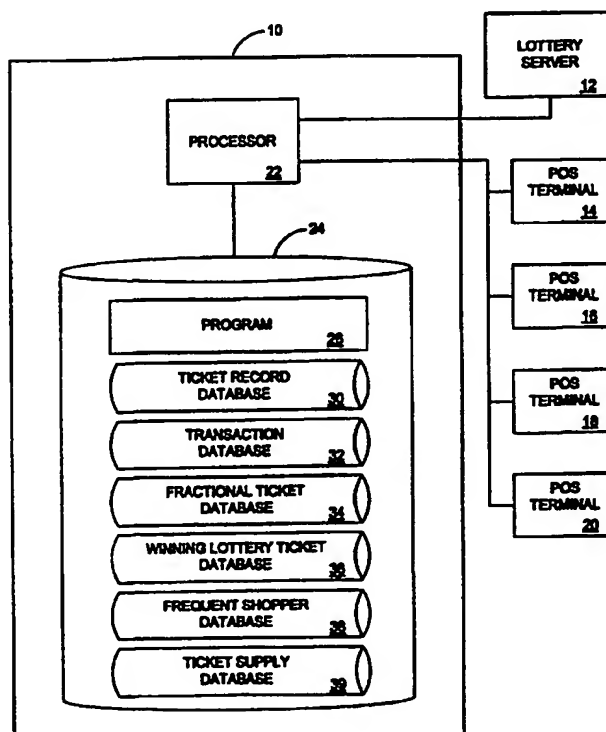 10
LOTTERY
SERVER
12
PROCESSOR
22
POS
TERMINAL
14
24
POS
TERMINAL
16
PROGRAM
26
TICKET RECORD
DATABASE
30
POS
TERMINAL
18
TRANSACTION
DATABASE
32
FRACTIONAL TICKET
DATABASE
34
POS
TERMINAL
20
WINNING LOTTERY TICKET
DATABASE
36
FREQUENT SHOPPER
DATABASE
38
TICKET SUPPLY
DATABASE
39